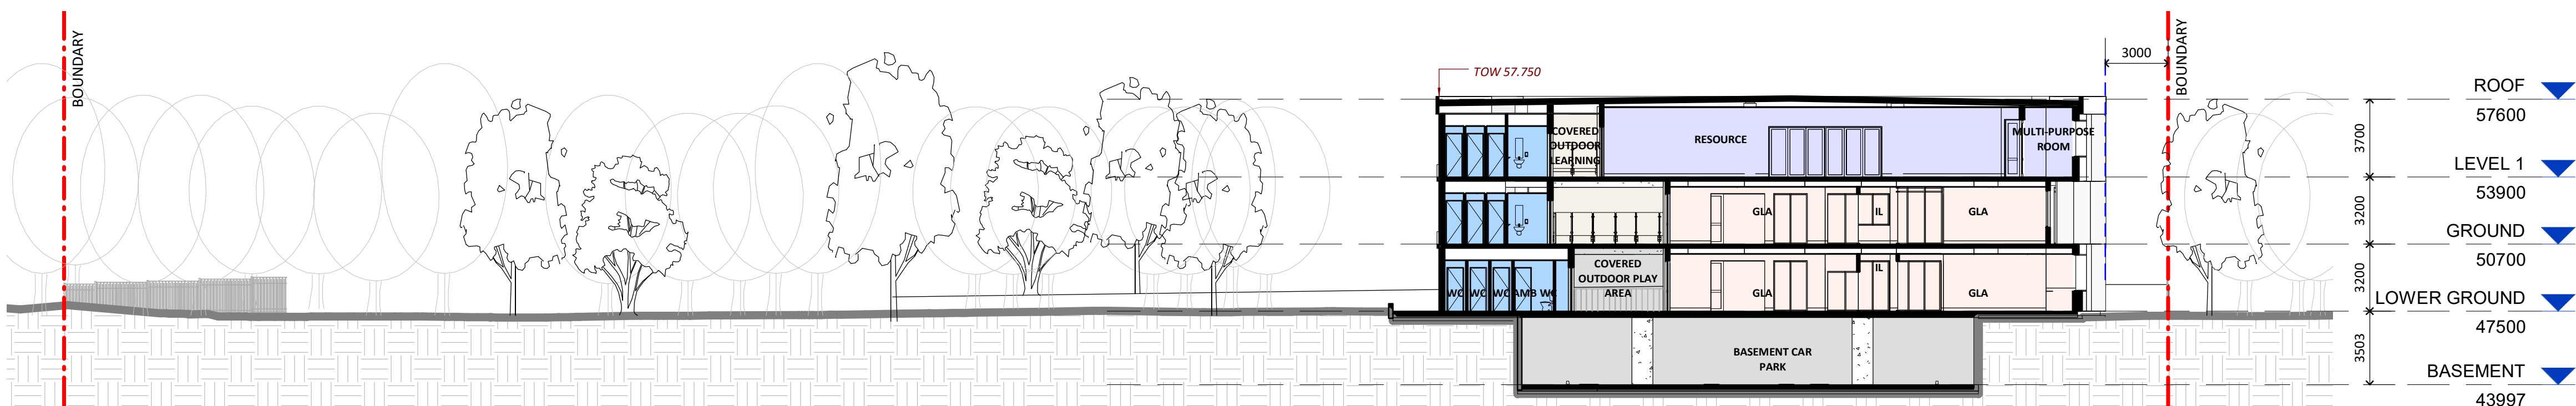 BOUNDARY
TOW 57.750
3000
BOUNDARY
ROOF
57600
3700
LEVEL 1
53900
3200
GROUND
50700
3200
LOWER GROUND
47500
3503
BASEMENT
43997
COVERED
OUTDOOR
LEARNING
RESOURCE
MULTI-PURPOSE
ROOM
GLA
IL
GLA
WC WC WC AMB WC
COVERED
OUTDOOR PLAY
AREA
GLA
IL
GLA
BASEMENT CAR
PARK